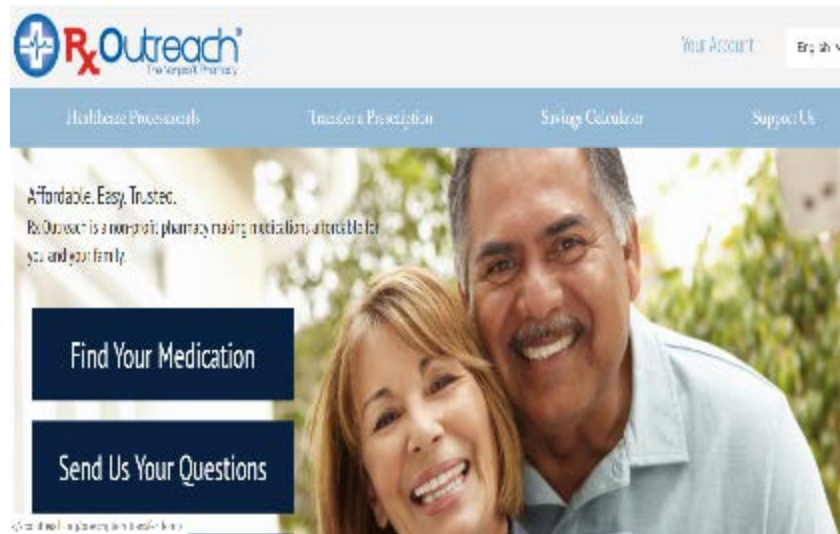 RxOutreach®
The Nonprofit Pharmacy
Your Account
English
Healthcare Professionals
Transfer a Prescription
Savings Calculator
Support Us
Affordable. Easy. Trusted.
Rx Outreach is a non-profit pharmacy making medications affordable for
you and your family.
Find Your Medication
Send Us Your Questions